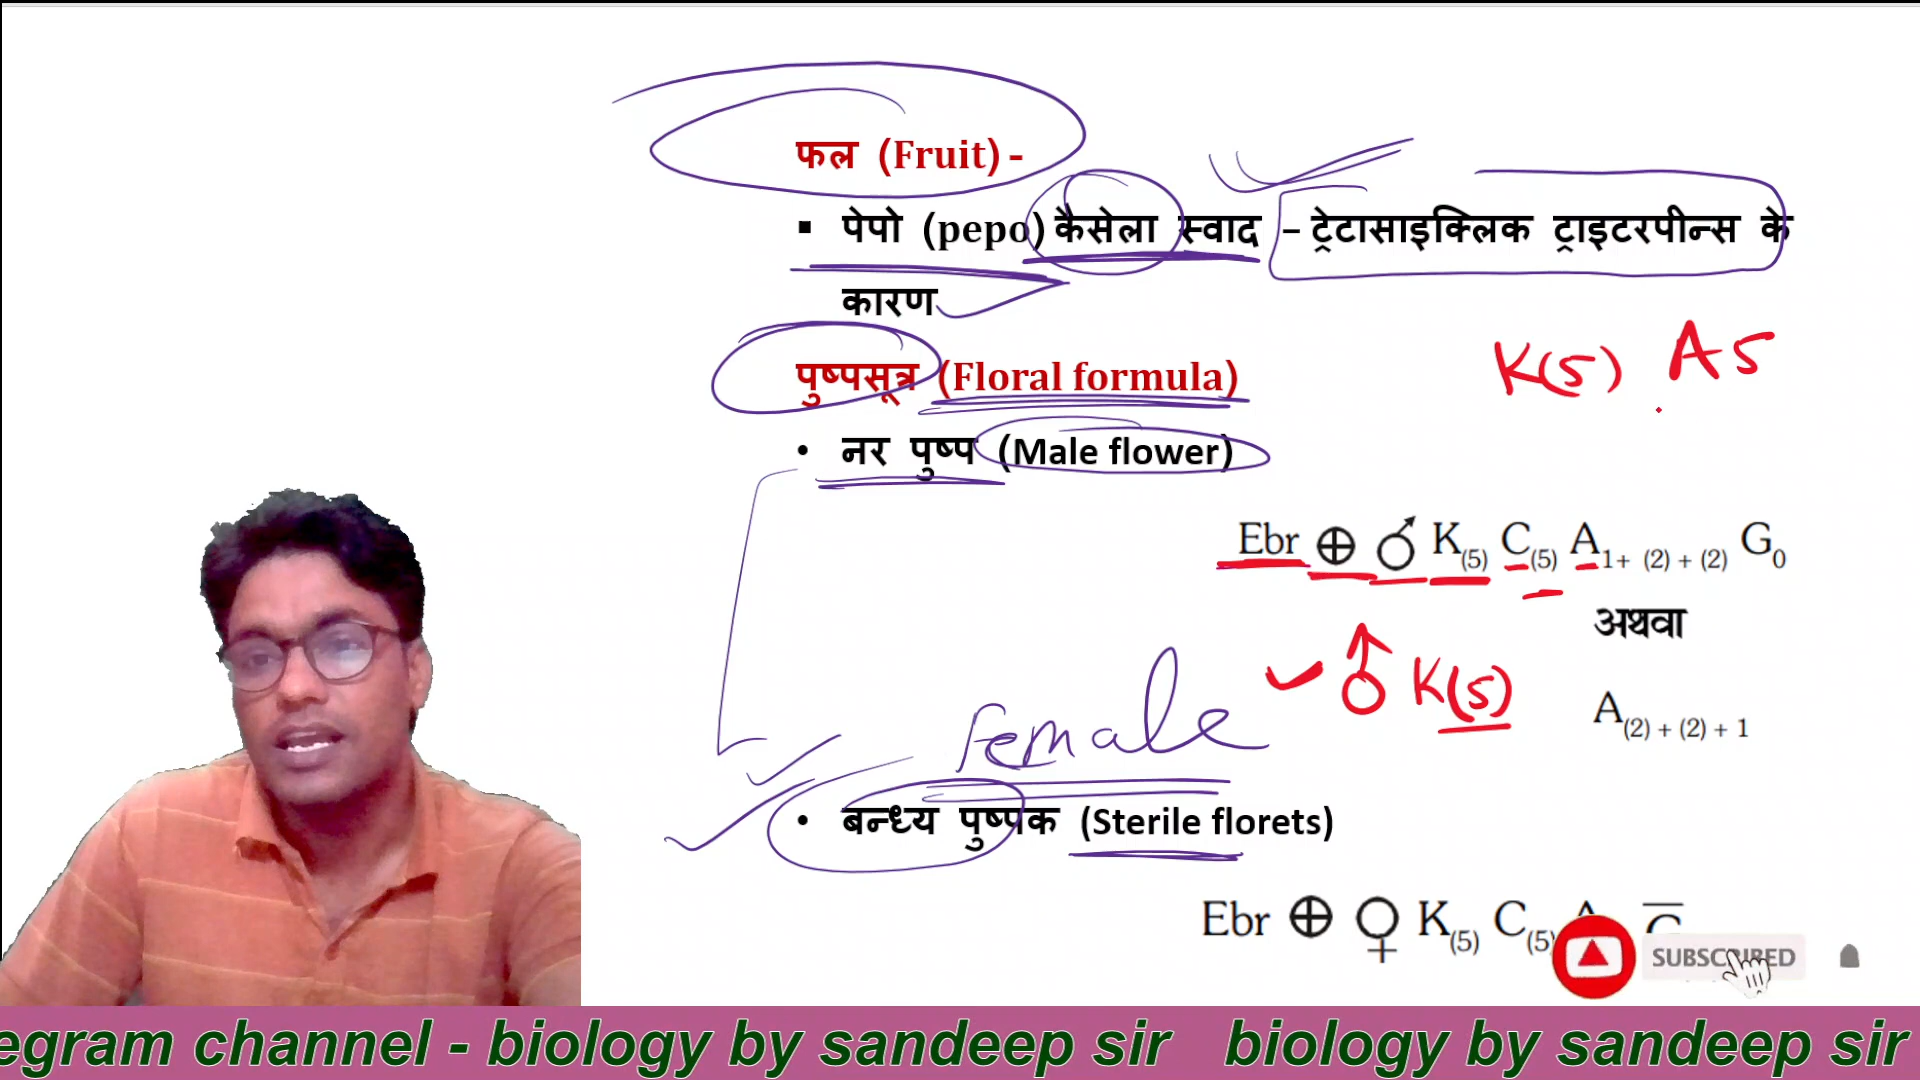 फल (Fruit) -
▪ पेपो (pepo) कैसेला स्वाद – ट्रेटासाइक्लिक ट्राइटरपीन्स के
कारण
K(5) A5
पुष्पसूत्र (Floral formula)
• नर पुष्प (Male flower)
Ebr ⊕ ♂ K(5) C(5) A1+ (2) + (2) G0
अथवा
♂ K(5)
A(2) + (2) + 1
Female
• बन्ध्य पुष्पक (Sterile florets)
Ebr ⊕ ♀ K(5) C(5)
SUBSCRIBED
egram channel - biology by sandeep sir biology by sandeep sir